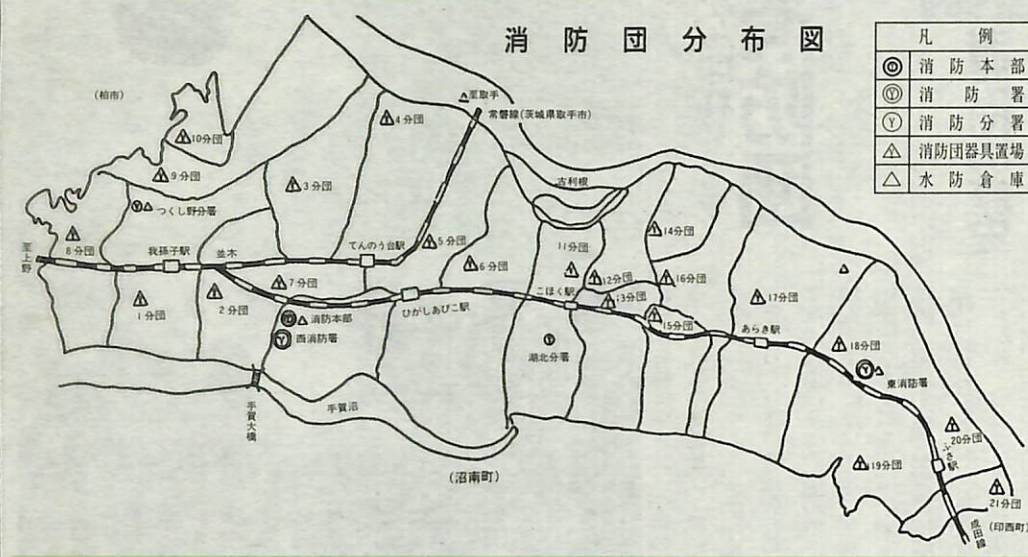 消防団分布図
凡例
消防本部
消防署
消防分署
消防団器具置場
水防倉庫
(柏市)
至取手
常磐線(茨城県取手市)
10分団
4分団
9分団
3分団
古利根
つくし野分署
14分団
8分団
至上野
我孫子駅
並木
てんのう台駅
5分団
11分団
6分団
12分団
16分団
7分団
こほく駅
13分団
17分団
1分団
2分団
ひがしあびこ駅
15分団
消防本部
あらき駅
西消防署
湖北分署
18分団
東消防署
手賀大橋
手賀沼
20分団
ふさ駅
(沼南町)
19分団
21分団
成田線
(印西町)